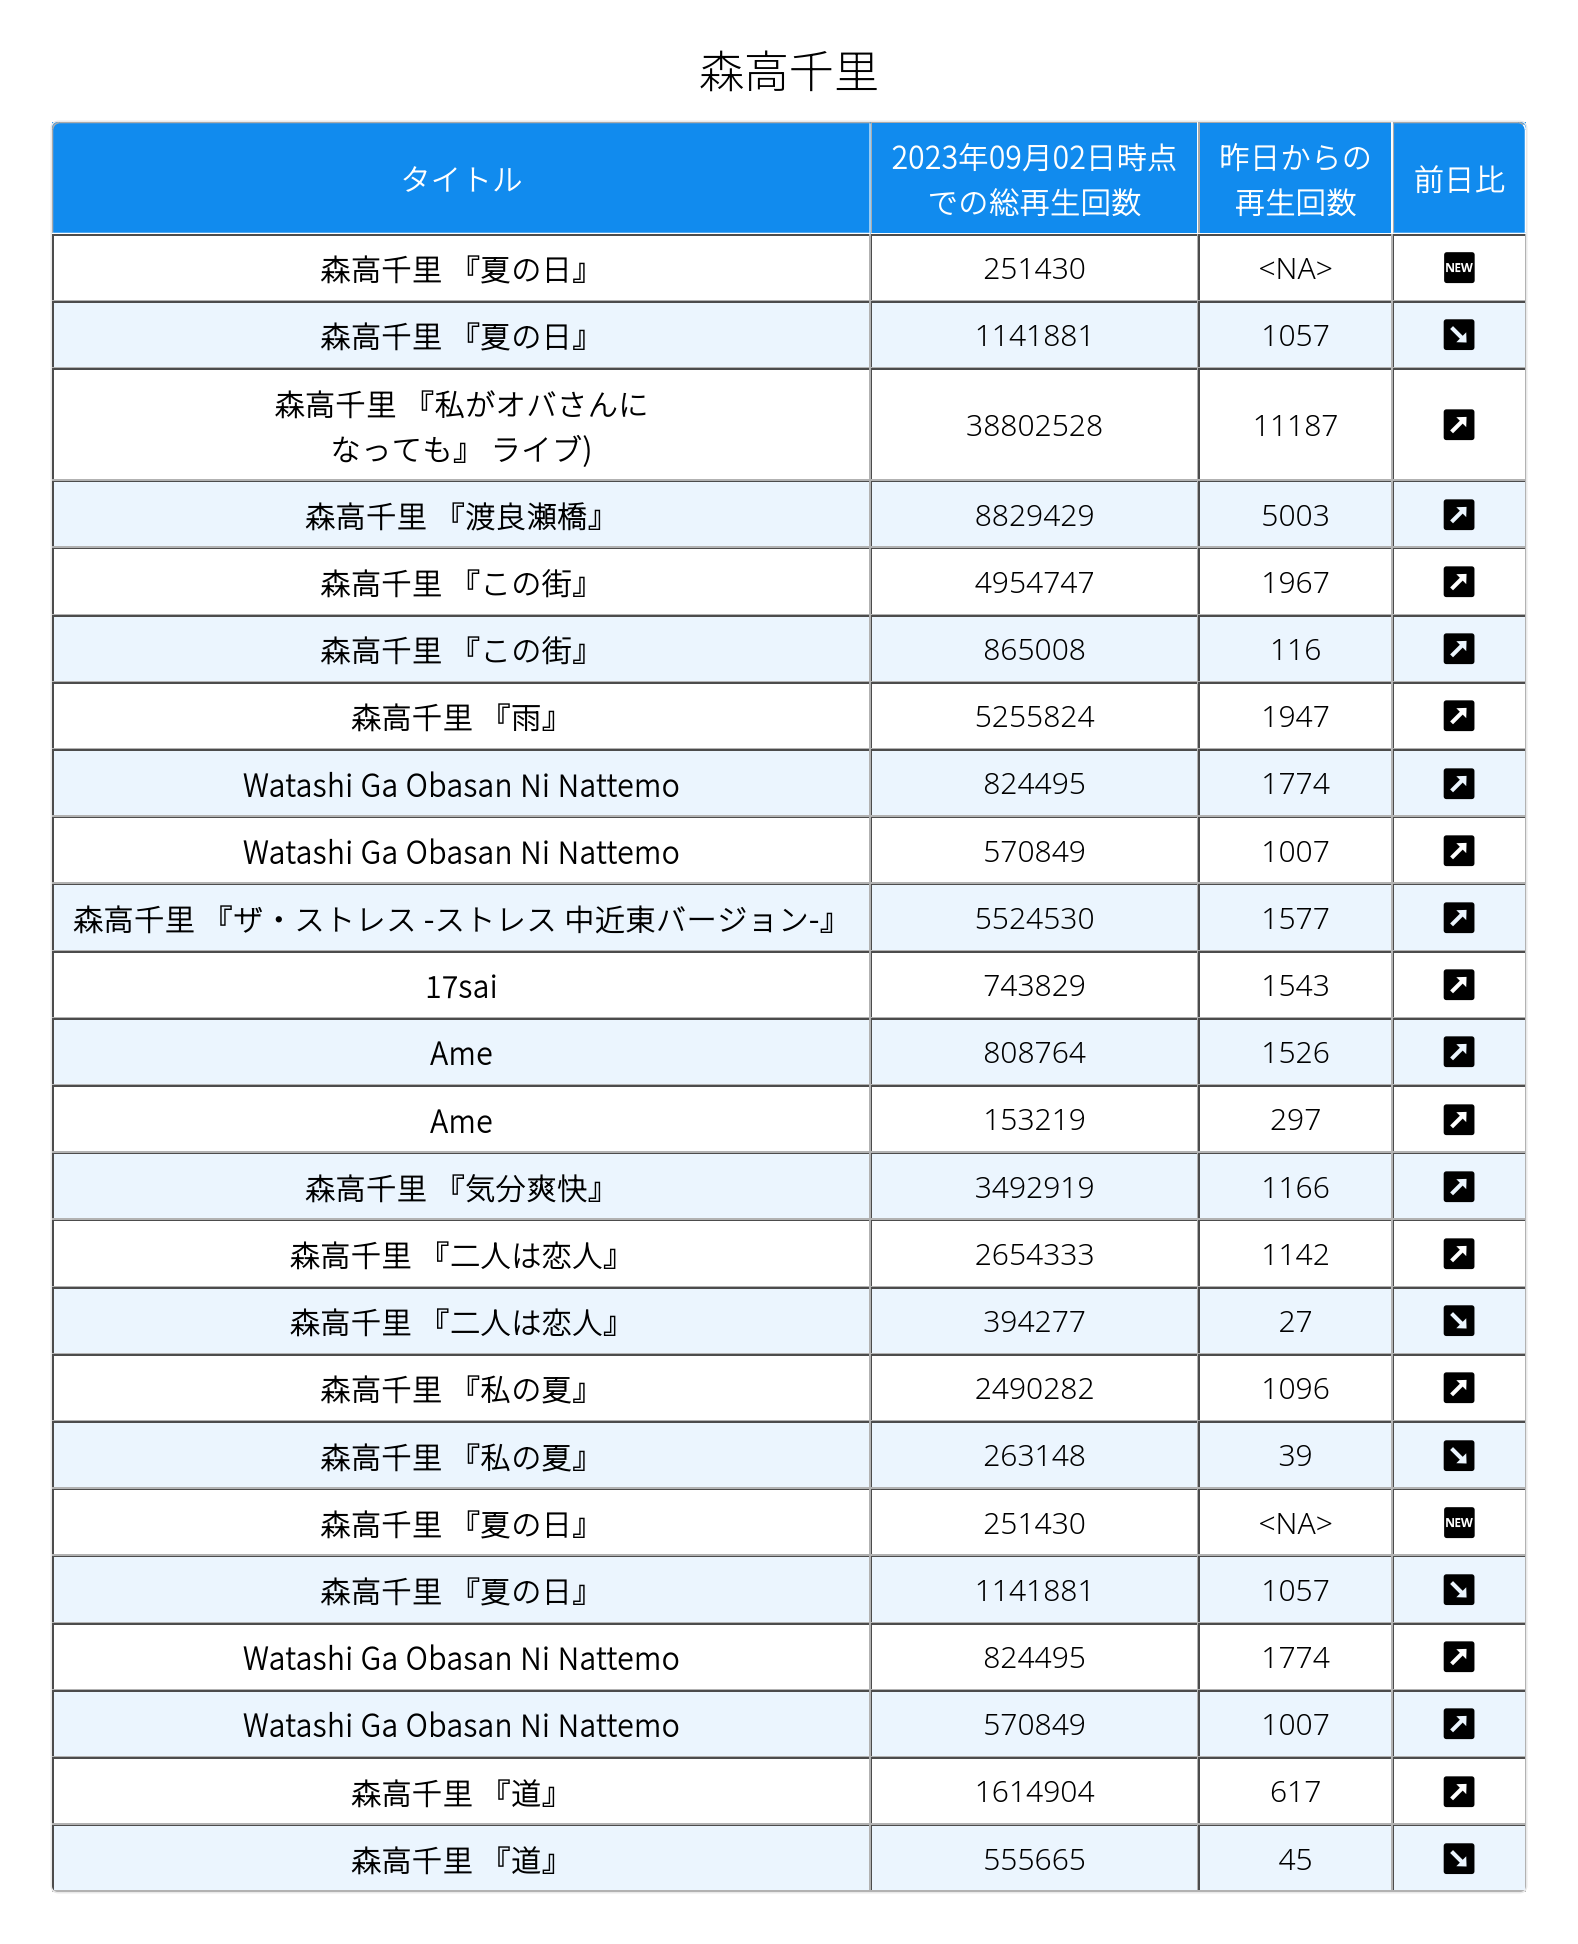 森高千里
タイトル 2023年09月02日時点での総再生回数 昨日からの再生回数 前日比
森高千里 『夏の日』 251430 <NA> NEW
森高千里 『夏の日』 1141881 1057 ↘
森高千里 『私がオバさんになっても』 ライブ) 38802528 11187 ↗
森高千里 『渡良瀬橋』 8829429 5003 ↗
森高千里 『この街』 4954747 1967 ↗
森高千里 『この街』 865008 116 ↗
森高千里 『雨』 5255824 1947 ↗
Watashi Ga Obasan Ni Nattemo 824495 1774 ↗
Watashi Ga Obasan Ni Nattemo 570849 1007 ↗
森高千里 『ザ・ストレス -ストレス 中近東バージョン-』 5524530 1577 ↗
17sai 743829 1543 ↗
Ame 808764 1526 ↗
Ame 153219 297 ↗
森高千里 『気分爽快』 3492919 1166 ↗
森高千里 『二人は恋人』 2654333 1142 ↗
森高千里 『二人は恋人』 394277 27 ↘
森高千里 『私の夏』 2490282 1096 ↗
森高千里 『私の夏』 263148 39 ↘
森高千里 『夏の日』 251430 <NA> NEW
森高千里 『夏の日』 1141881 1057 ↘
Watashi Ga Obasan Ni Nattemo 824495 1774 ↗
Watashi Ga Obasan Ni Nattemo 570849 1007 ↗
森高千里 『道』 1614904 617 ↗
森高千里 『道』 555665 45 ↘